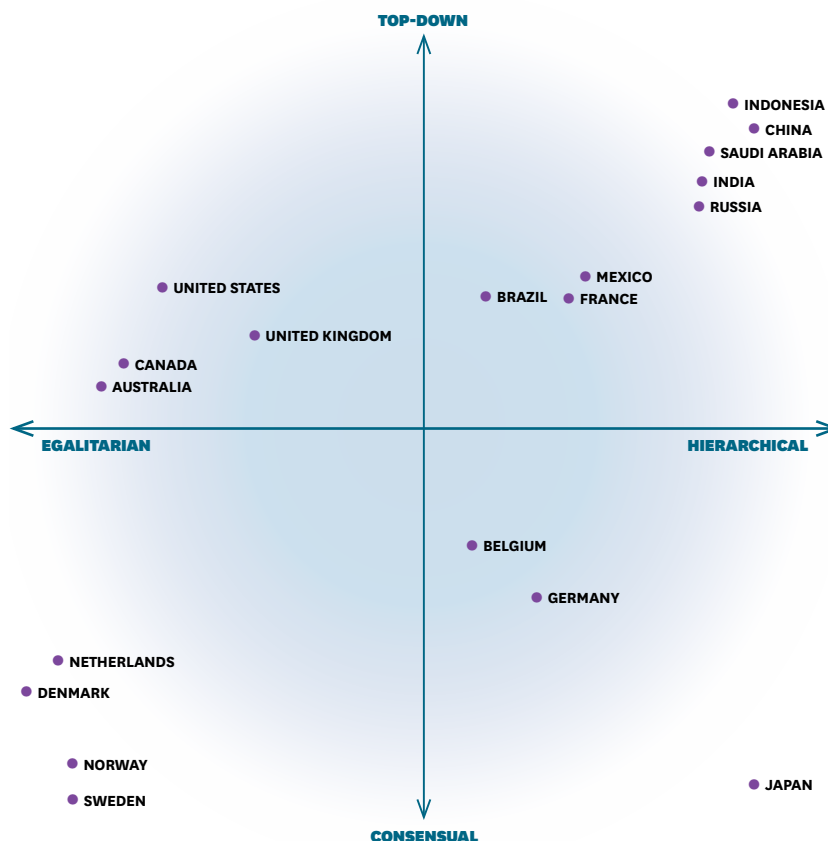 TOP-DOWN
INDONESIA
CHINA
SAUDI ARABIA
INDIA
RUSSIA
MEXICO
UNITED STATES
BRAZIL
FRANCE
UNITED KINGDOM
CANADA
AUSTRALIA
EGALITARIAN
HIERARCHICAL
BELGIUM
GERMANY
NETHERLANDS
DENMARK
NORWAY
JAPAN
SWEDEN
CONSENSUAL